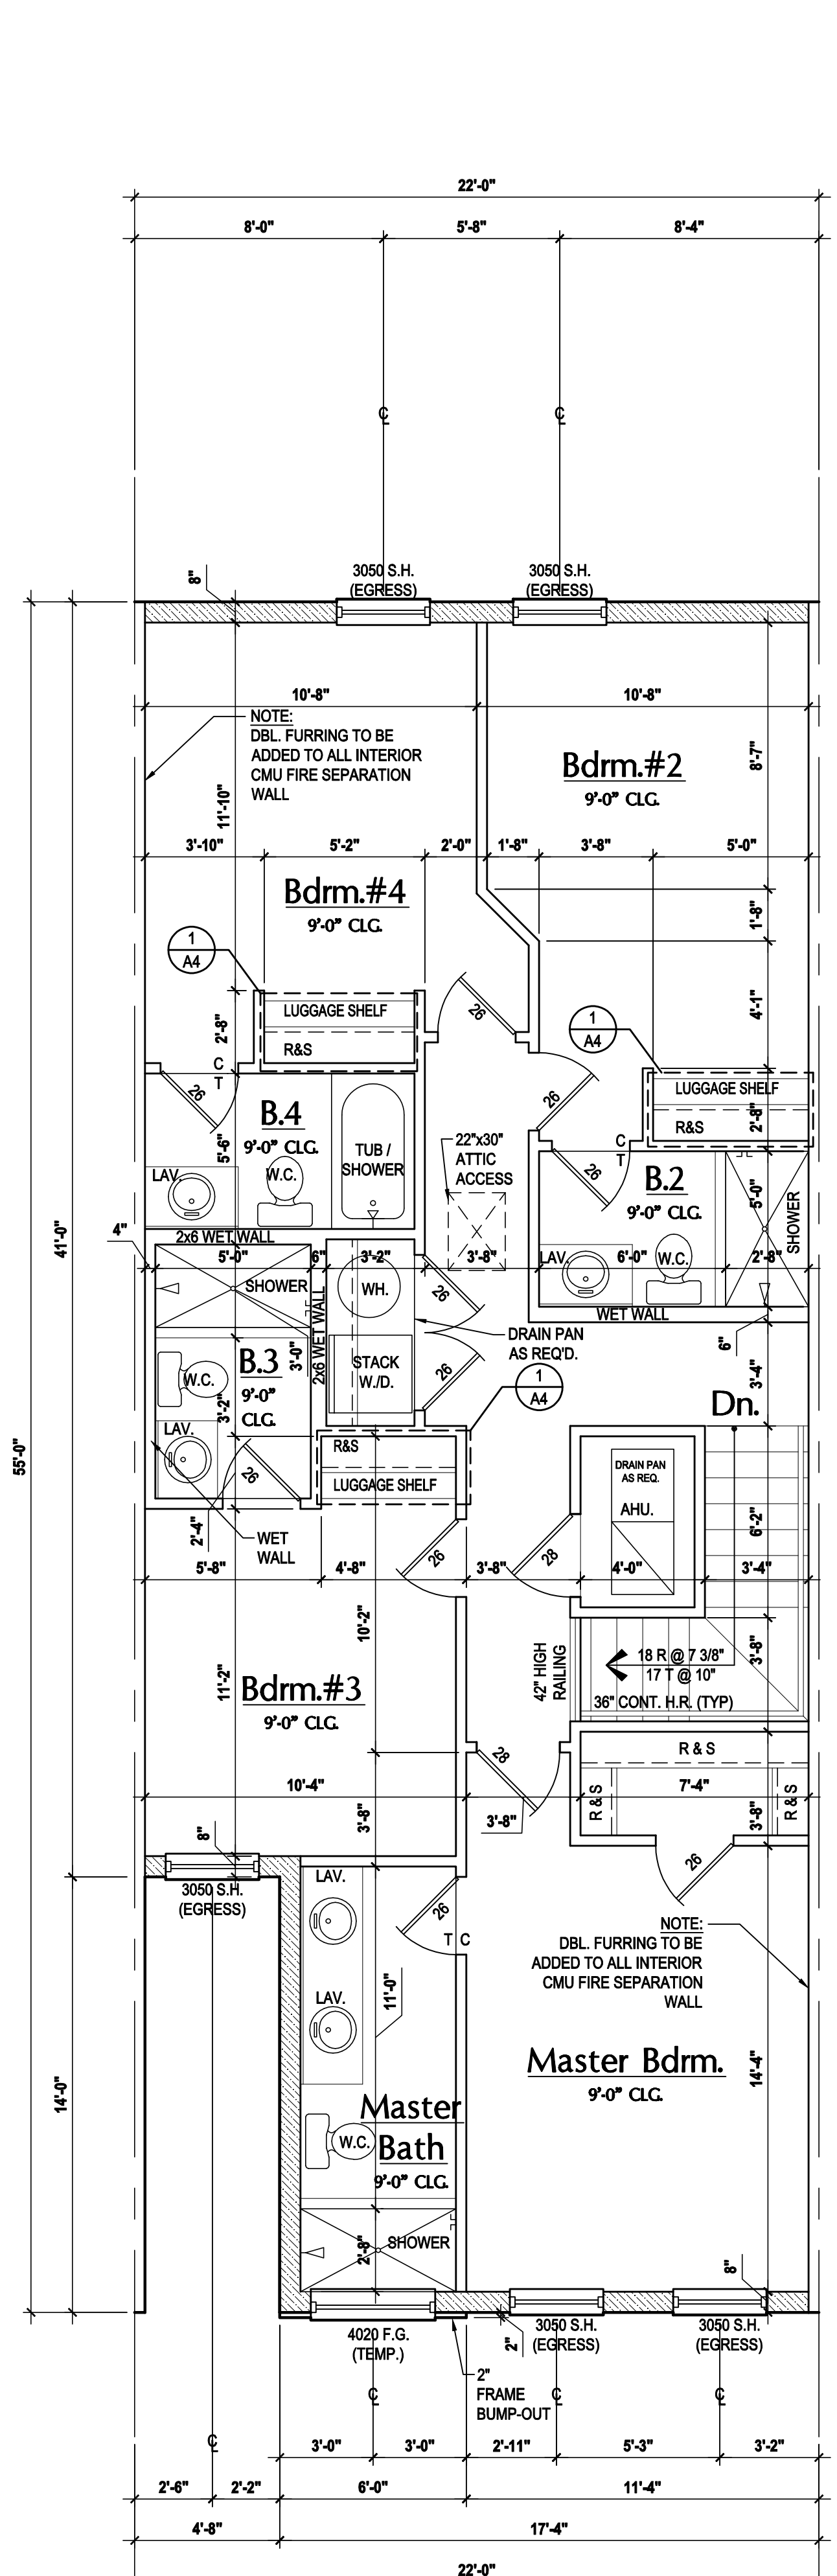 22'-0"
8'-0" 5'-8" 8'-4"
℄ ℄
3050 S.H.
(EGRESS)
3050 S.H.
(EGRESS)
8"
10'-8" 10'-8"
NOTE:
DBL. FURRING TO BE
ADDED TO ALL INTERIOR
CMU FIRE SEPARATION
WALL
Bdrm.#2
9'-0" CLG.
8'-7"
11'-10"
3'-10" 5'-2" 2'-0" 1'-8" 3'-8" 5'-0"
Bdrm.#4
9'-0" CLG.
1'-8"
1
A4
LUGGAGE SHELF
R&S
2'-8"
26
4'-1"
1
A4
C
T
26
26
LUGGAGE SHELF
R&S
2'-8"
B.4
9'-0" CLG.
5'-6"
TUB /
SHOWER
LAV.
W.C.
22"x30"
ATTIC
ACCESS
C
T
26
B.2
9'-0" CLG.
5'-0"
SHOWER
LAV.
W.C.
4"
2x6 WET WALL
41'-0"
5'-0" 6" 3'-2" 3'-8" 6'-0" 2'-8"
SHOWER
WH.
26
WET WALL
2x6 WET WALL
DRAIN PAN
AS REQ'D.
6"
3'-4"
B.3
9'-0"
CLG.
3'-0"
W.C.
3'-2"
STACK
W./D.
26
1
A4
Dn.
LAV.
26
R&S
LUGGAGE SHELF
DRAIN PAN
AS REQ.
AHU.
55'-0"
2'-4"
WET
WALL
6'-2"
26
28
5'-8" 4'-8" 3'-8" 4'-0" 3'-4"
10'-2"
42" HIGH
RAILING
18 R @ 7 3/8"
17 T @ 10"
3'-8"
36" CONT. H.R. (TYP)
11'-2"
Bdrm.#3
9'-0" CLG.
28
R & S
R & S
R & S
10'-4" 7'-4"
3'-8"
3'-8"
3'-8"
8"
26
3050 S.H.
(EGRESS)
LAV.
26
T C
NOTE:
DBL. FURRING TO BE
ADDED TO ALL INTERIOR
CMU FIRE SEPARATION
WALL
LAV.
11'-0"
Master Bdrm.
9'-0" CLG.
14'-4"
14'-0"
Master
Bath
9'-0" CLG.
W.C.
SHOWER
2'-8"
8"
4020 F.G.
(TEMP.)
2"
3050 S.H.
(EGRESS)
3050 S.H.
(EGRESS)
2"
FRAME
BUMP-OUT
℄ ℄ ℄
℄
3'-0" 3'-0" 2'-11" 5'-3" 3'-2"
2'-6" 2'-2" 6'-0" 11'-4"
4'-8" 17'-4"
22'-0"